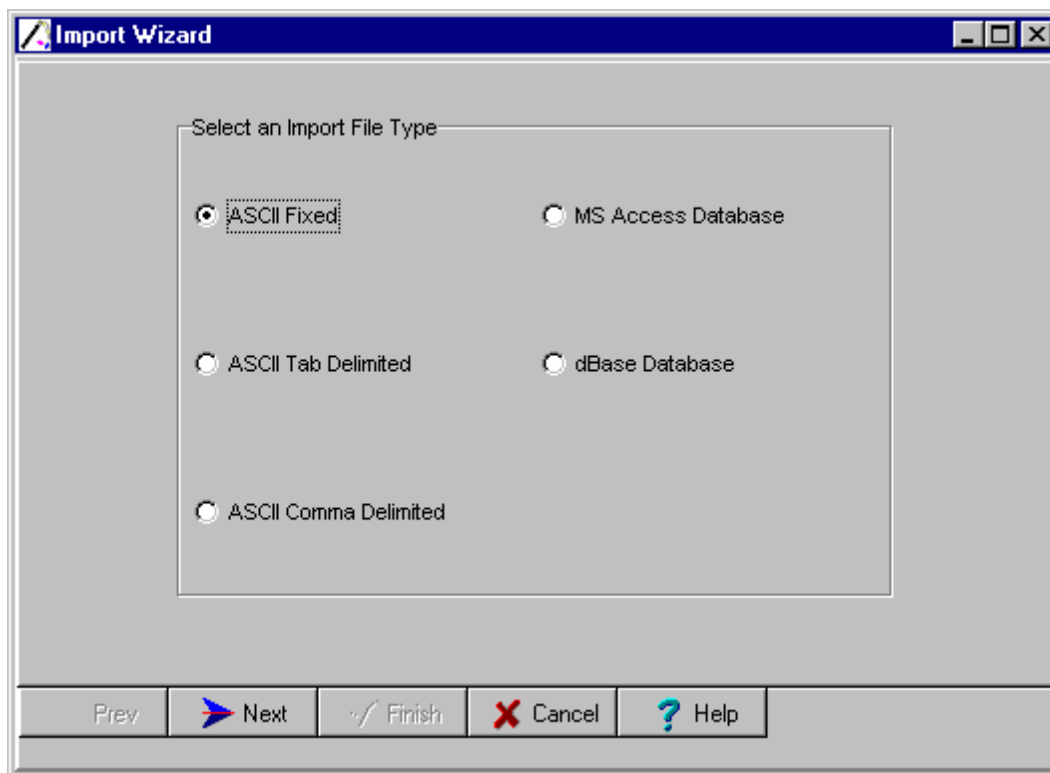 Import Wizard
Select an Import File Type
ASCII Fixed
MS Access Database
ASCII Tab Delimited
dBase Database
ASCII Comma Delimited
Prev
Next
Finish
Cancel
Help